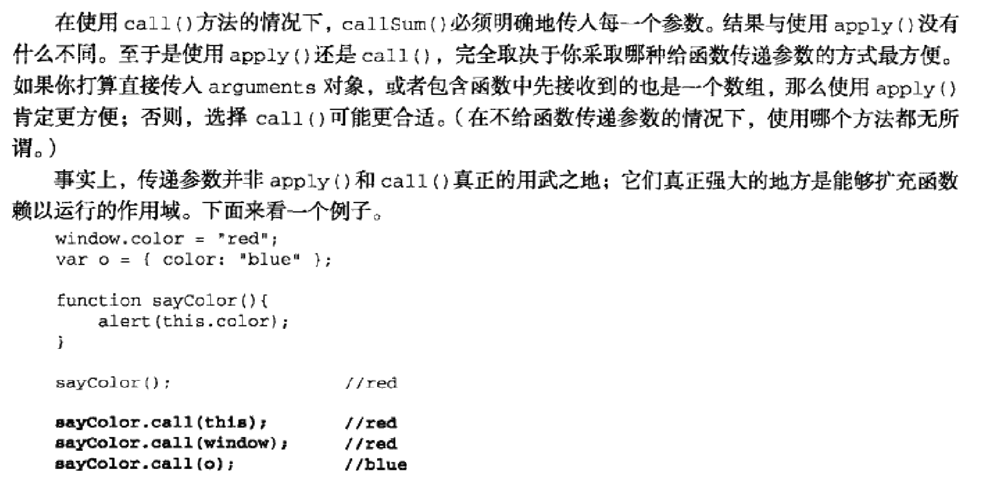 在使用 call()方法的情况下，callSum()必须明确地传入每一个参数。结果与使用 apply()没有
什么不同。至于是使用 apply()还是 call()，完全取决于你采取哪种给函数传递参数的方式最方便。
如果你打算直接传入 arguments 对象，或者包含函数中先接收到的也是一个数组，那么使用 apply()
肯定更方便；否则，选择 call()可能更合适。（在不给函数传递参数的情况下，使用哪个方法都无所
谓。）
事实上，传递参数并非 apply()和 call()真正的用武之地；它们真正强大的地方是能够扩充函数
赖以运行的作用域。下面来看一个例子。
window.color = "red";
var o = { color: "blue" };
function sayColor(){
alert(this.color);
}
sayColor(); //red
sayColor.call(this); //red
sayColor.call(window); //red
sayColor.call(o); //blue